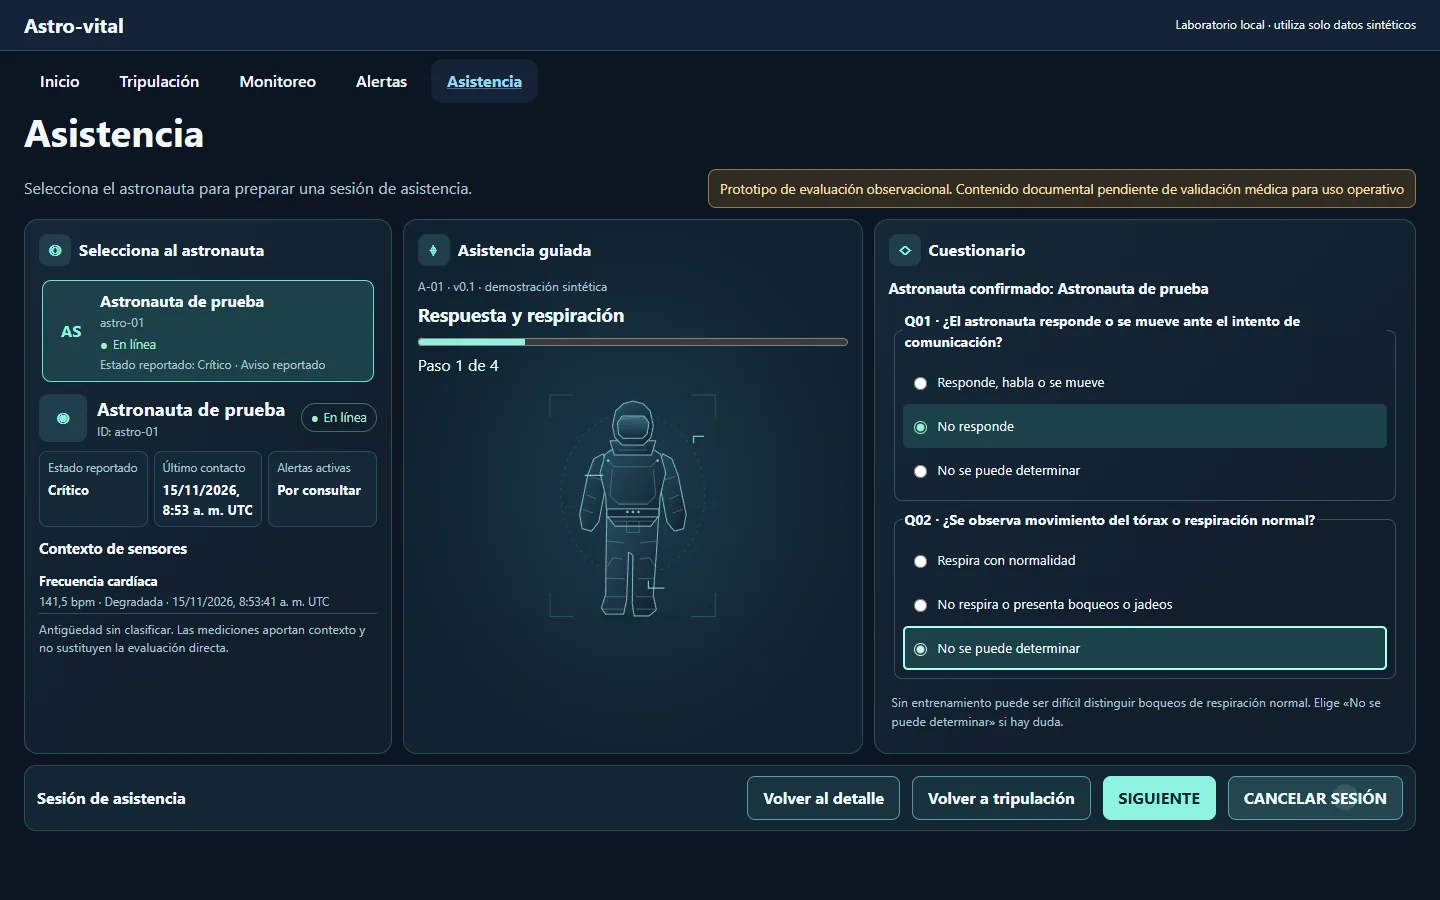 Astro-vital
Laboratorio local · utiliza solo datos sintéticos
Inicio
Tripulación
Monitoreo
Alertas
Asistencia
Asistencia
Selecciona el astronauta para preparar una sesión de asistencia.
Prototipo de evaluación observacional. Contenido documental pendiente de validación médica para uso operativo
Selecciona al astronauta
AS
Astronauta de prueba
astro-01
● En línea
Estado reportado: Crítico · Aviso reportado
Astronauta de prueba
ID: astro-01
● En línea
Estado reportado
Crítico
Último contacto
15/11/2026,
8:53 a. m. UTC
Alertas activas
Por consultar
Contexto de sensores
Frecuencia cardíaca
141,5 bpm · Degradada · 15/11/2026, 8:53:41 a. m. UTC
Antigüedad sin clasificar. Las mediciones aportan contexto y
no sustituyen la evaluación directa.
Asistencia guiada
A-01 · v0.1 · demostración sintética
Respuesta y respiración
Paso 1 de 4
Cuestionario
Astronauta confirmado: Astronauta de prueba
Q01 · ¿El astronauta responde o se mueve ante el intento de
comunicación?
Responde, habla o se mueve
No responde
No se puede determinar
Q02 · ¿Se observa movimiento del tórax o respiración normal?
Respira con normalidad
No respira o presenta boqueos o jadeos
No se puede determinar
Sin entrenamiento puede ser difícil distinguir boqueos de respiración normal. Elige «No se
puede determinar» si hay duda.
Sesión de asistencia
Volver al detalle
Volver a tripulación
SIGUIENTE
CANCELAR SESIÓN